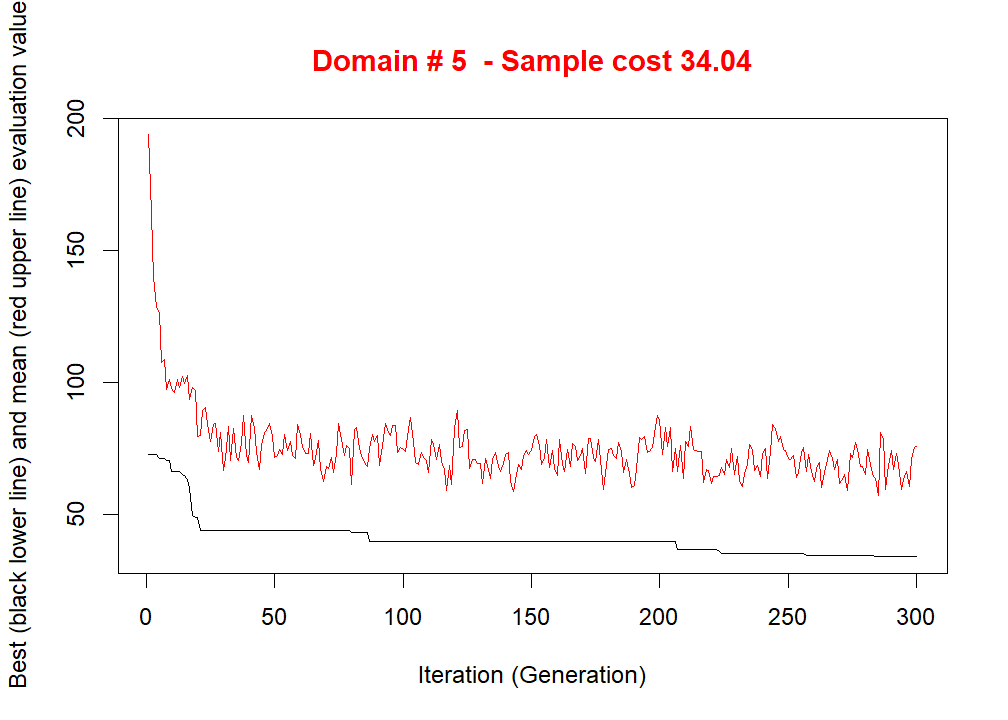 Domain # 5  - Sample cost 34.04
Best (black lower line) and mean (red upper line) evaluation value
200
150
100
50
0 50 100 150 200 250 300
Iteration (Generation)